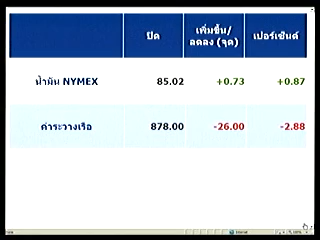 ปิด เพิ่มขึ้น/ลดลง (จุด) เปอร์เซ็นต์
น้ำมัน NYMEX 85.02 +0.73 +0.87
ค่าระวางเรือ 878.00 -26.00 -2.88